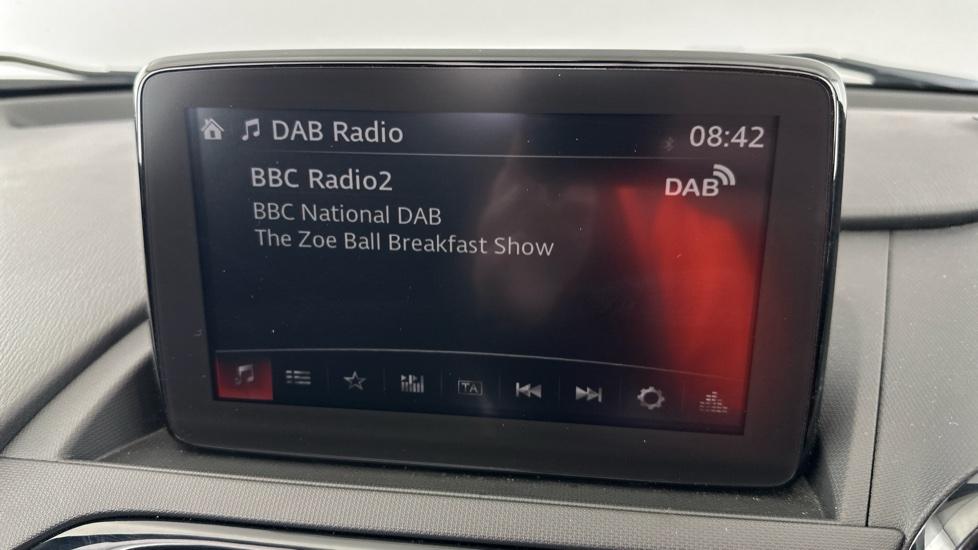 DAB Radio 08:42
BBC Radio2 DAB
BBC National DAB
The Zoe Ball Breakfast Show
TA